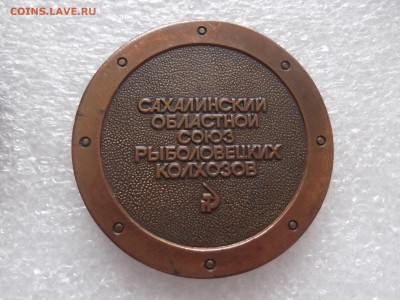 COINS.LAVE.RU
САХАЛИНСКИЙ
ОБЛАСТНОЙ
СОЮЗ
РЫБОЛОВЕЦКИХ
КОЛХОЗОВ